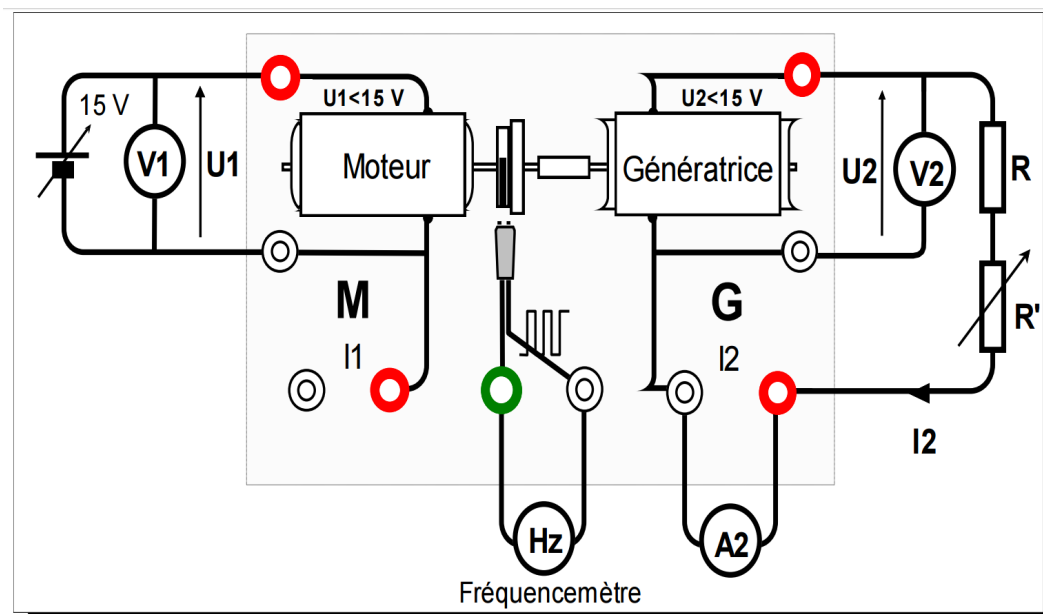 15 V
V1
U1
U1<15 V
Moteur
U2<15 V
Génératrice
U2
V2
R
M
I1
G
I2
R'
I2
Hz
A2
Fréquencemètre